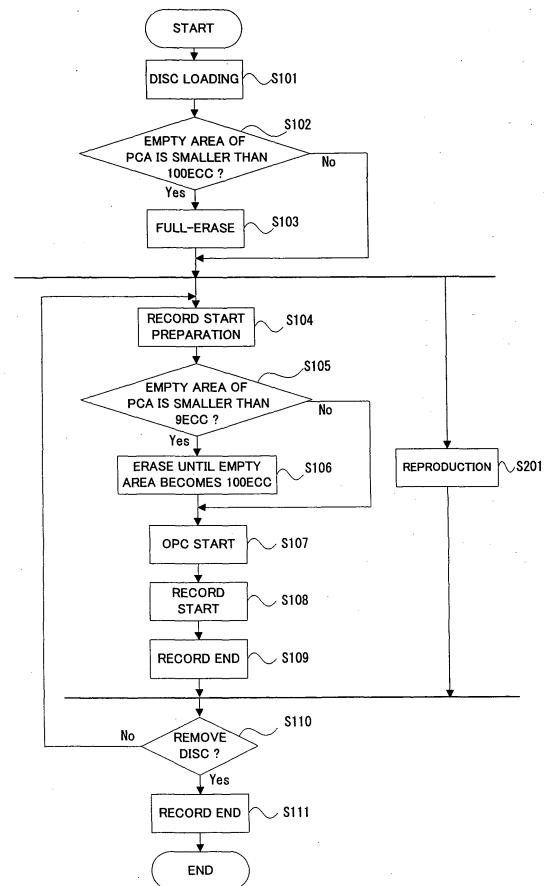 START
DISC LOADING
S101
S102
EMPTY AREA OF
PCA IS SMALLER THAN
100ECC ?
No
Yes
FULL-ERASE
S103
RECORD START
PREPARATION
S104
S105
EMPTY AREA OF
PCA IS SMALLER THAN
9ECC ?
No
Yes
ERASE UNTIL EMPTY
AREA BECOMES 100ECC
S106
REPRODUCTION
S201
OPC START
S107
RECORD
START
S108
RECORD END
S109
S110
REMOVE
DISC ?
No
Yes
RECORD END
S111
END